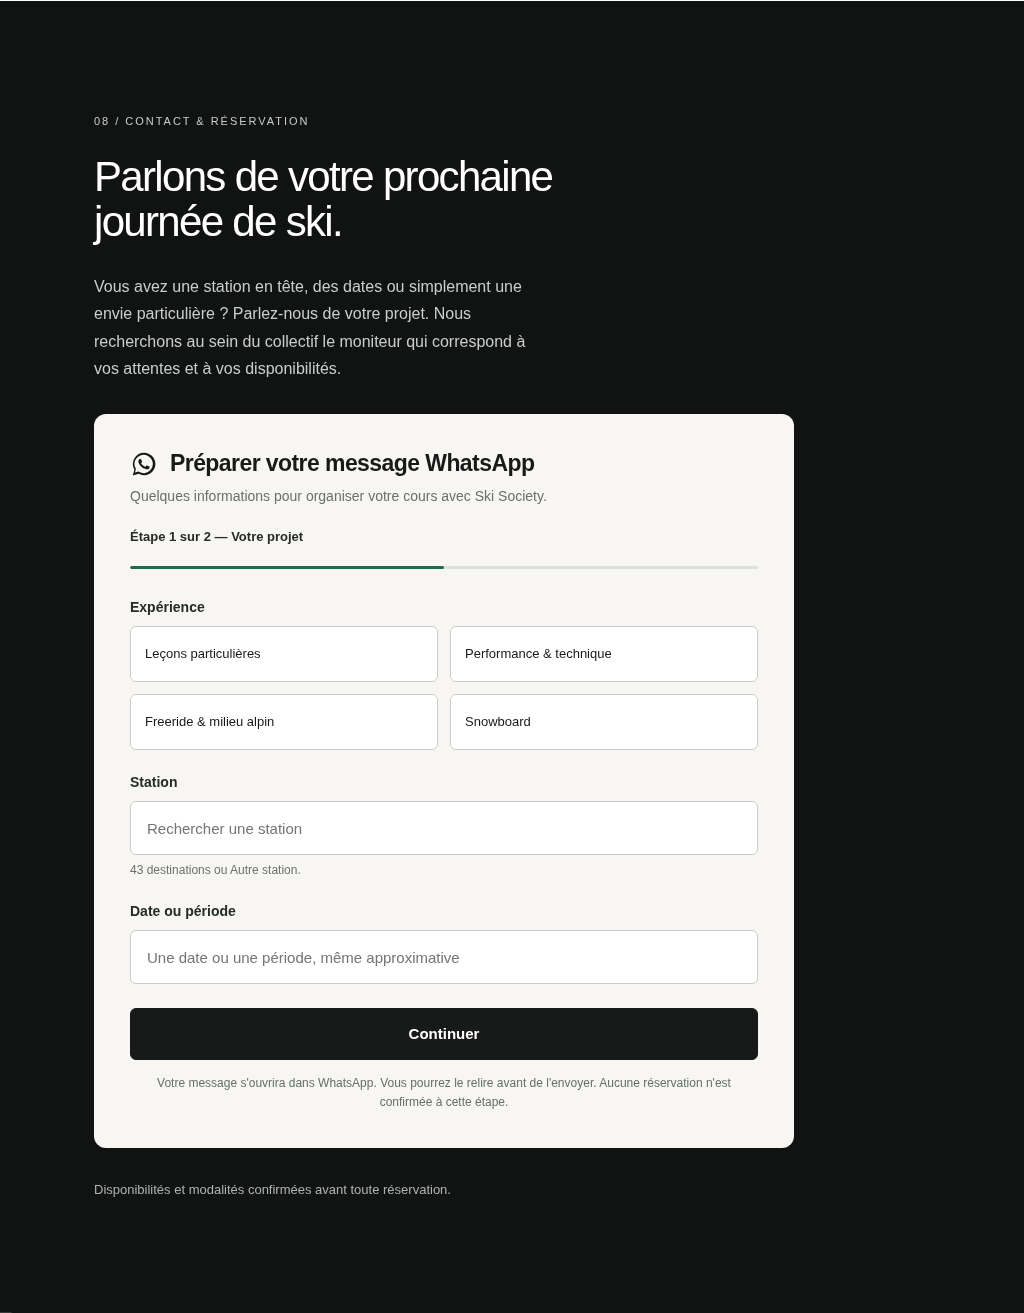 08 / CONTACT & RÉSERVATION
Parlons de votre prochaine
journée de ski.
Vous avez une station en tête, des dates ou simplement une
envie particulière ? Parlez-nous de votre projet. Nous
recherchons au sein du collectif le moniteur qui correspond à
vos attentes et à vos disponibilités.
Préparer votre message WhatsApp
Quelques informations pour organiser votre cours avec Ski Society.
Étape 1 sur 2 — Votre projet
Expérience
Leçons particulières
Performance & technique
Freeride & milieu alpin
Snowboard
Station
Rechercher une station
43 destinations ou Autre station.
Date ou période
Une date ou une période, même approximative
Continuer
Votre message s'ouvrira dans WhatsApp. Vous pourrez le relire avant de l'envoyer. Aucune réservation n'est
confirmée à cette étape.
Disponibilités et modalités confirmées avant toute réservation.